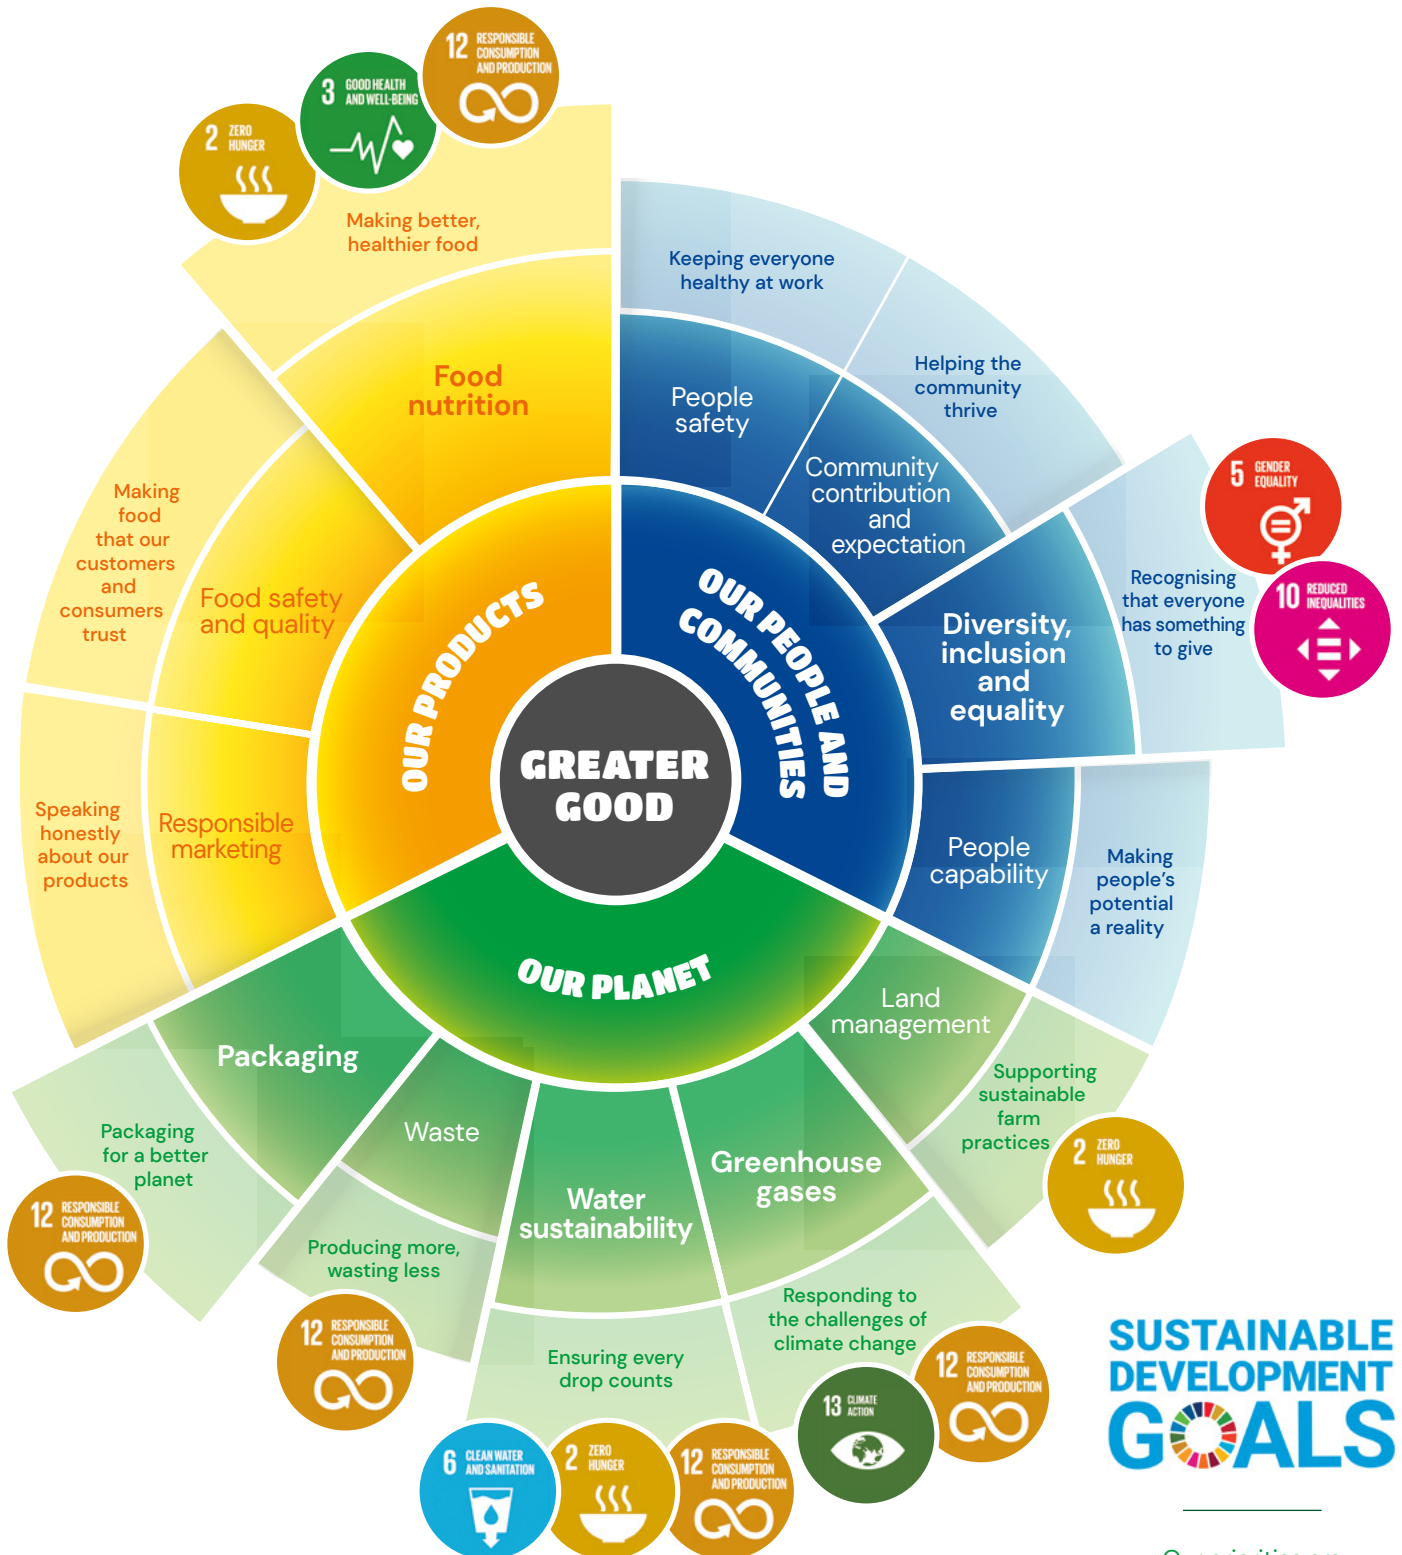 12 RESPONSIBLE
CONSUMPTION
AND PRODUCTION
3 GOOD HEALTH
AND WELL-BEING
2 ZERO
HUNGER
Making better,
healthier food
Food
nutrition
Keeping everyone
healthy at work
People
safety
Helping the
community
thrive
Community
contribution
and
expectation
5 GENDER
EQUALITY
10 REDUCED
INEQUALITIES
Recognising
that everyone
has something
to give
Diversity,
inclusion
and
equality
Making
food
that our
customers
and
consumers
trust
Food safety
and quality
OUR PRODUCTS
OUR PEOPLE AND
COMMUNITIES
GREATER
GOOD
Speaking
honestly
about our
products
Responsible
marketing
People
capability
Making
people's
potential
a reality
OUR PLANET
Land
management
Supporting
sustainable
farm
practices
2 ZERO
HUNGER
Packaging
Packaging
for a better
planet
12 RESPONSIBLE
CONSUMPTION
AND PRODUCTION
Waste
Producing more,
wasting less
12 RESPONSIBLE
CONSUMPTION
AND PRODUCTION
Water
sustainability
Ensuring every
drop counts
6 CLEAN WATER
AND SANITATION
2 ZERO
HUNGER
12 RESPONSIBLE
CONSUMPTION
AND PRODUCTION
Greenhouse
gases
Responding to
the challenges of
climate change
13 CLIMATE
ACTION
12 RESPONSIBLE
CONSUMPTION
AND PRODUCTION
SUSTAINABLE
DEVELOPMENT
GOALS